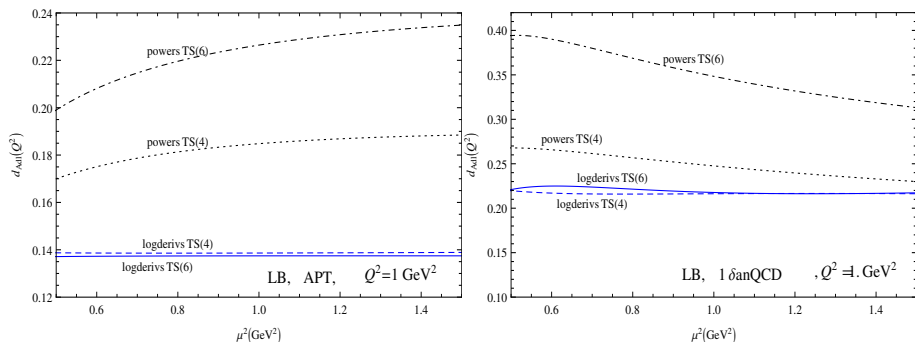 0.24
0.22
0.20
0.18
0.16
0.14
0.12
d_Adl(Q²)
powers TS(6)
powers TS(4)
logderivs TS(4)
logderivs TS(6)
LB, APT, Q²=1 GeV²
0.6 0.8 1.0 1.2 1.4
μ²(GeV²)
0.40
0.35
0.30
0.25
0.20
0.15
0.10
d_Adl(Q²)
powers TS(6)
powers TS(4)
logderivs TS(6)
logderivs TS(4)
LB, 1 δanQCD , Q² =1. GeV²
0.6 0.8 1.0 1.2 1.4
μ²(GeV²)